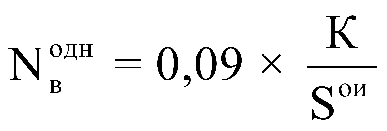 N_в^одн = 0,09 × К / S^ои